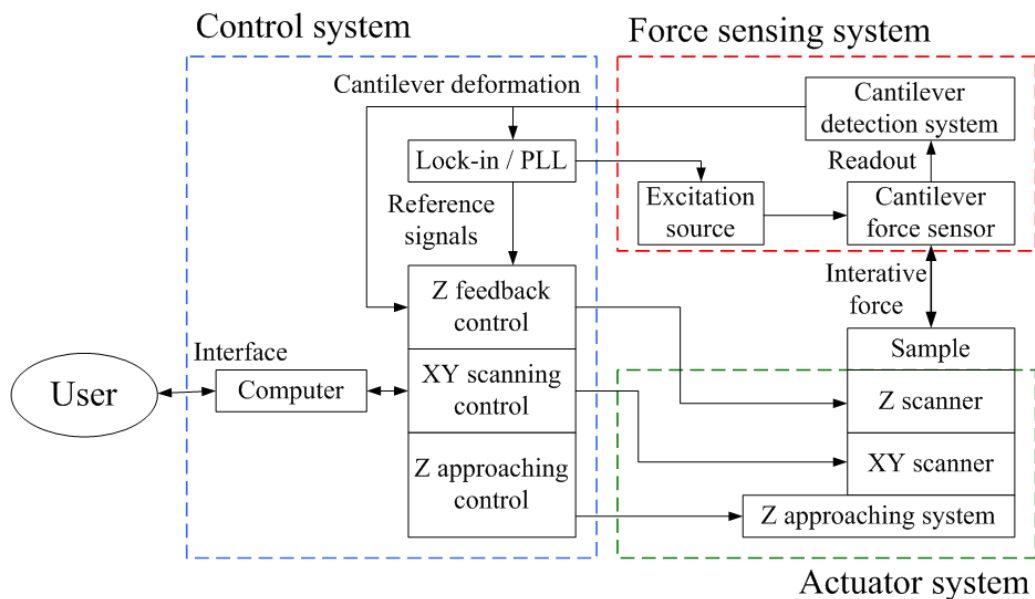 Control system
Force sensing system
Cantilever deformation
Cantilever
detection system
Lock-in / PLL
Readout
Reference
signals
Excitation
source
Cantilever
force sensor
Z feedback
control
Interative
force
Interface
Sample
User
Computer
XY scanning
control
Z scanner
Z approaching
control
XY scanner
Z approaching system
Actuator system